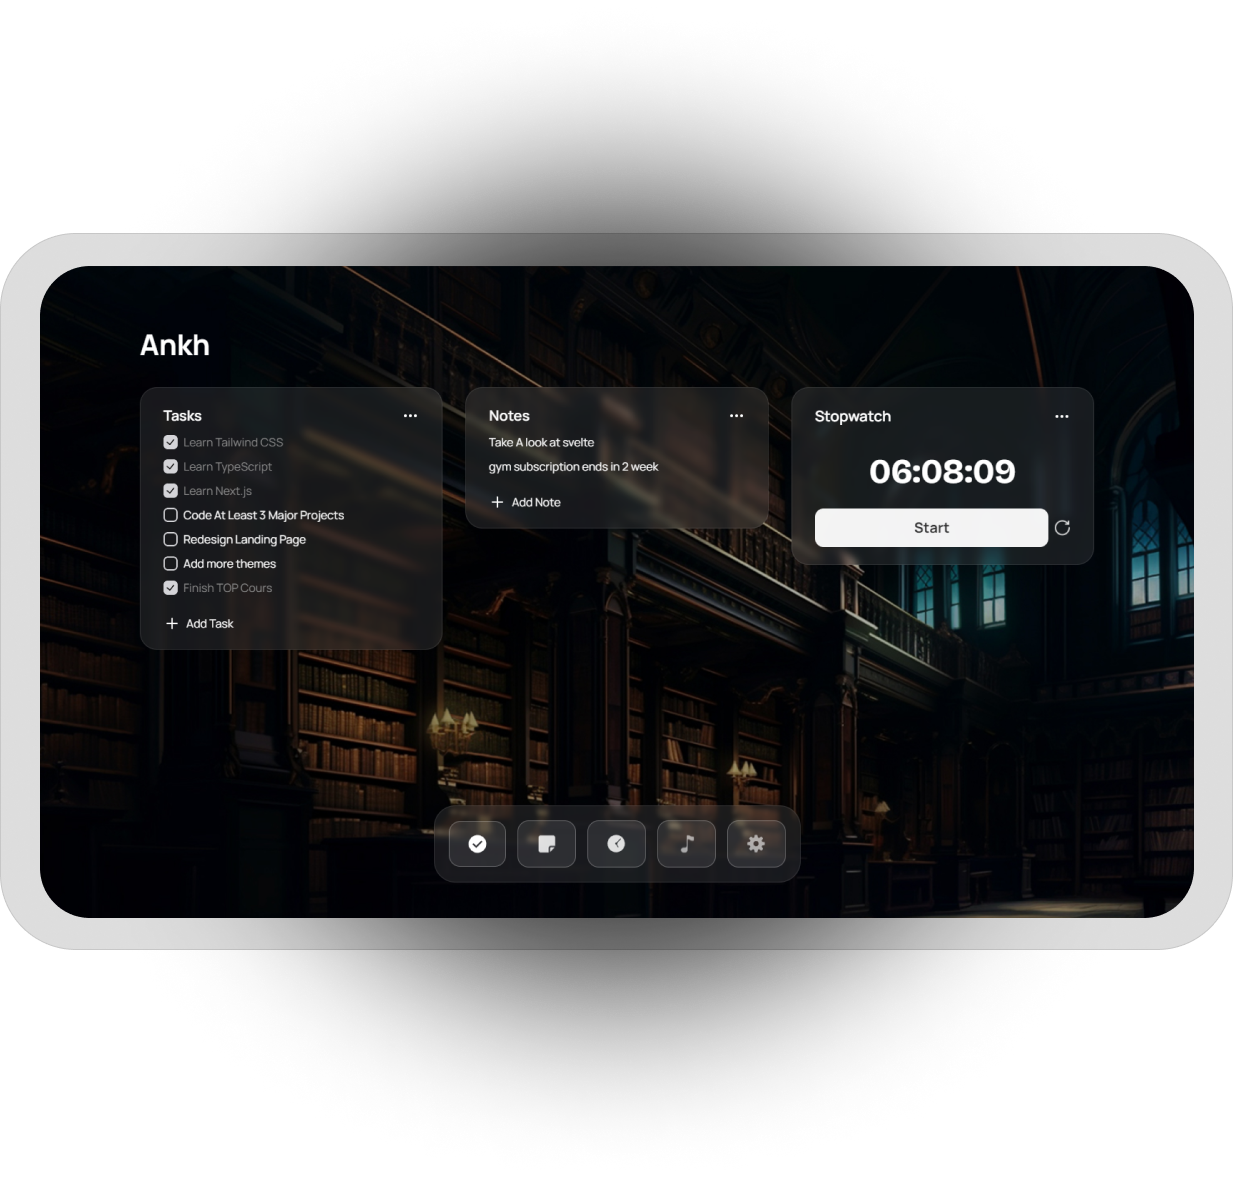 Ankh
Tasks
Learn Tailwind CSS
Learn TypeScript
Learn Next.js
Code At Least 3 Major Projects
Redesign Landing Page
Add more themes
Finish TOP Cours
Add Task
Notes
Take A look at svelte
gym subscription ends in 2 week
Add Note
Stopwatch
06:08:09
Start